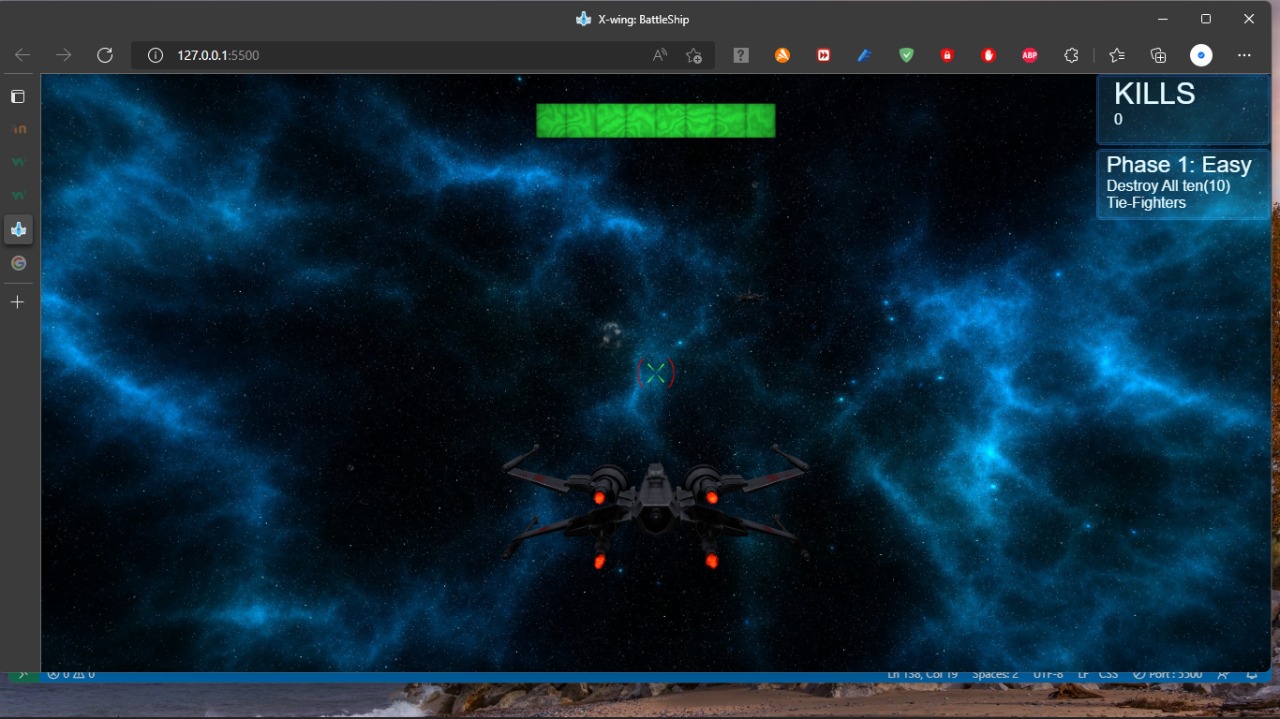 X-wing: BattleShip
127.0.0.1:5500
ABP
KILLS
0
Phase 1: Easy
Destroy All ten(10)
Tie-Fighters
0 0
Ln 138, Col 19 Spaces: 2 UTF-8 LF CSS Port : 5500